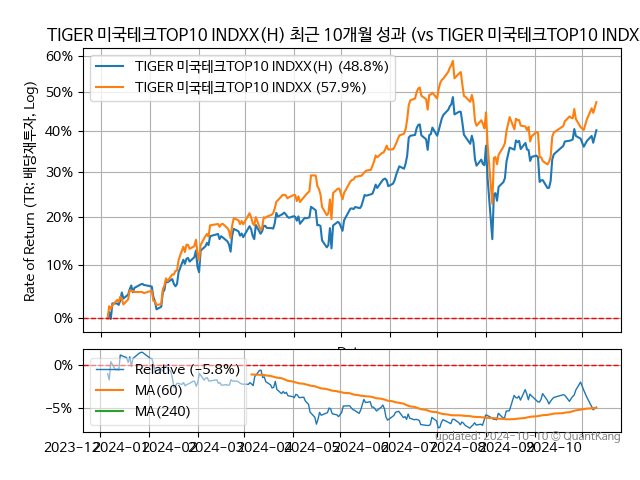 TIGER 미국테크TOP10 INDXX(H) 최근 10개월 성과 (vs TIGER 미국테크TOP10 INDX
TIGER 미국테크TOP10 INDXX(H) (48.8%)
TIGER 미국테크TOP10 INDXX (57.9%)
Rate of Return (TR: 배당재투자, Log)
60%
50%
40%
30%
20%
10%
0%
Relative (−5.8%)
MA(60)
MA(240)
0%
−5%
2023−12
2024−01
2024−02
2024−03
2024−04
2024−05
2024−06
2024−07
2024−08
2024−09
2024−10
updated: 2024−10−10 © QuantKang